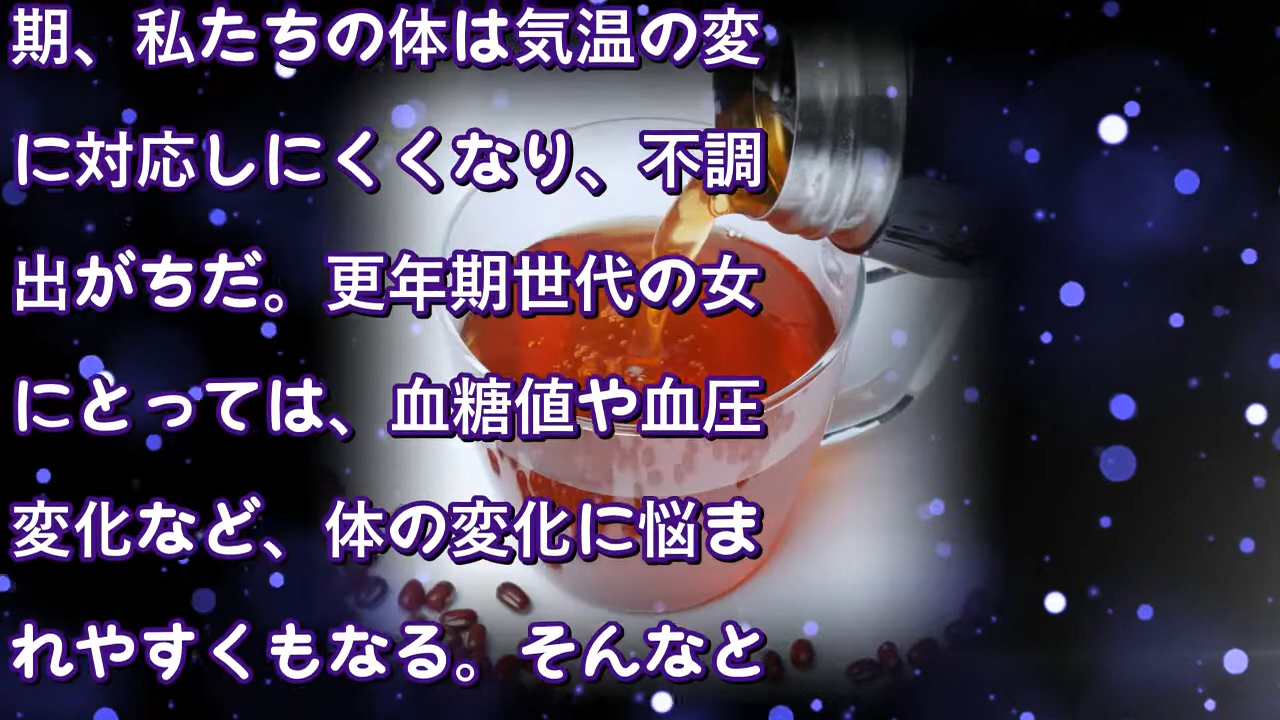 期、私たちの体は気温の変
に対応しにくくなり、不調
出がちだ。更年期世代の女
にとっては、血糖値や血圧
変化など、体の変化に悩ま
れやすくもなる。そんなと